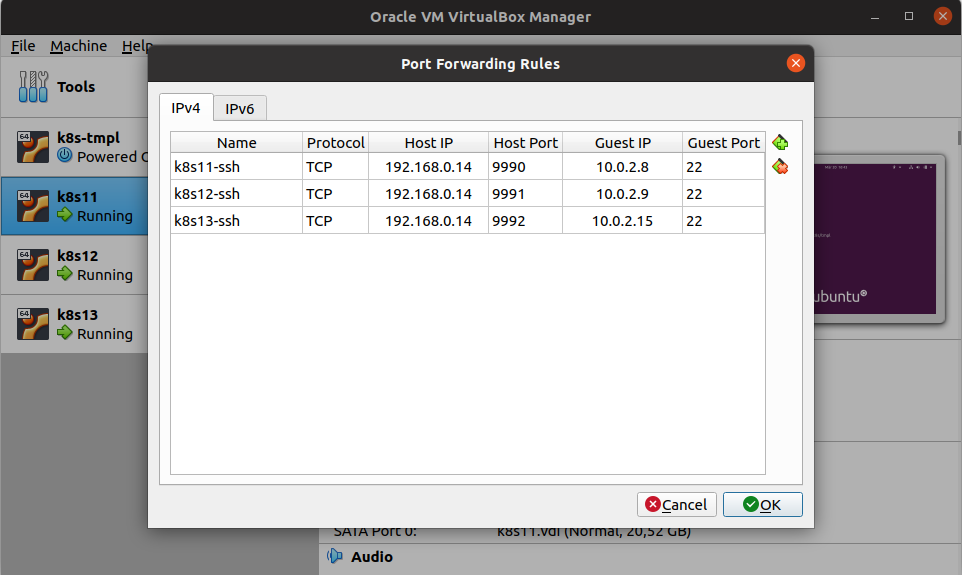 Oracle VM VirtualBox Manager
File Machine Help
Port Forwarding Rules
Tools
IPv4 IPv6
64
k8s-tmpl
Powered
Name Protocol Host IP Host Port Guest IP Guest Port
k8s11-ssh TCP 192.168.0.14 9990 10.0.2.8 22
k8s12-ssh TCP 192.168.0.14 9991 10.0.2.9 22
k8s13-ssh TCP 192.168.0.14 9992 10.0.2.15 22
64
k8s11
Running
64
k8s12
Running
64
k8s13
Running
ubuntu®
Cancel OK
SATA Port 0: k8s11.vdi (Normal, 20,52 GB)
Audio